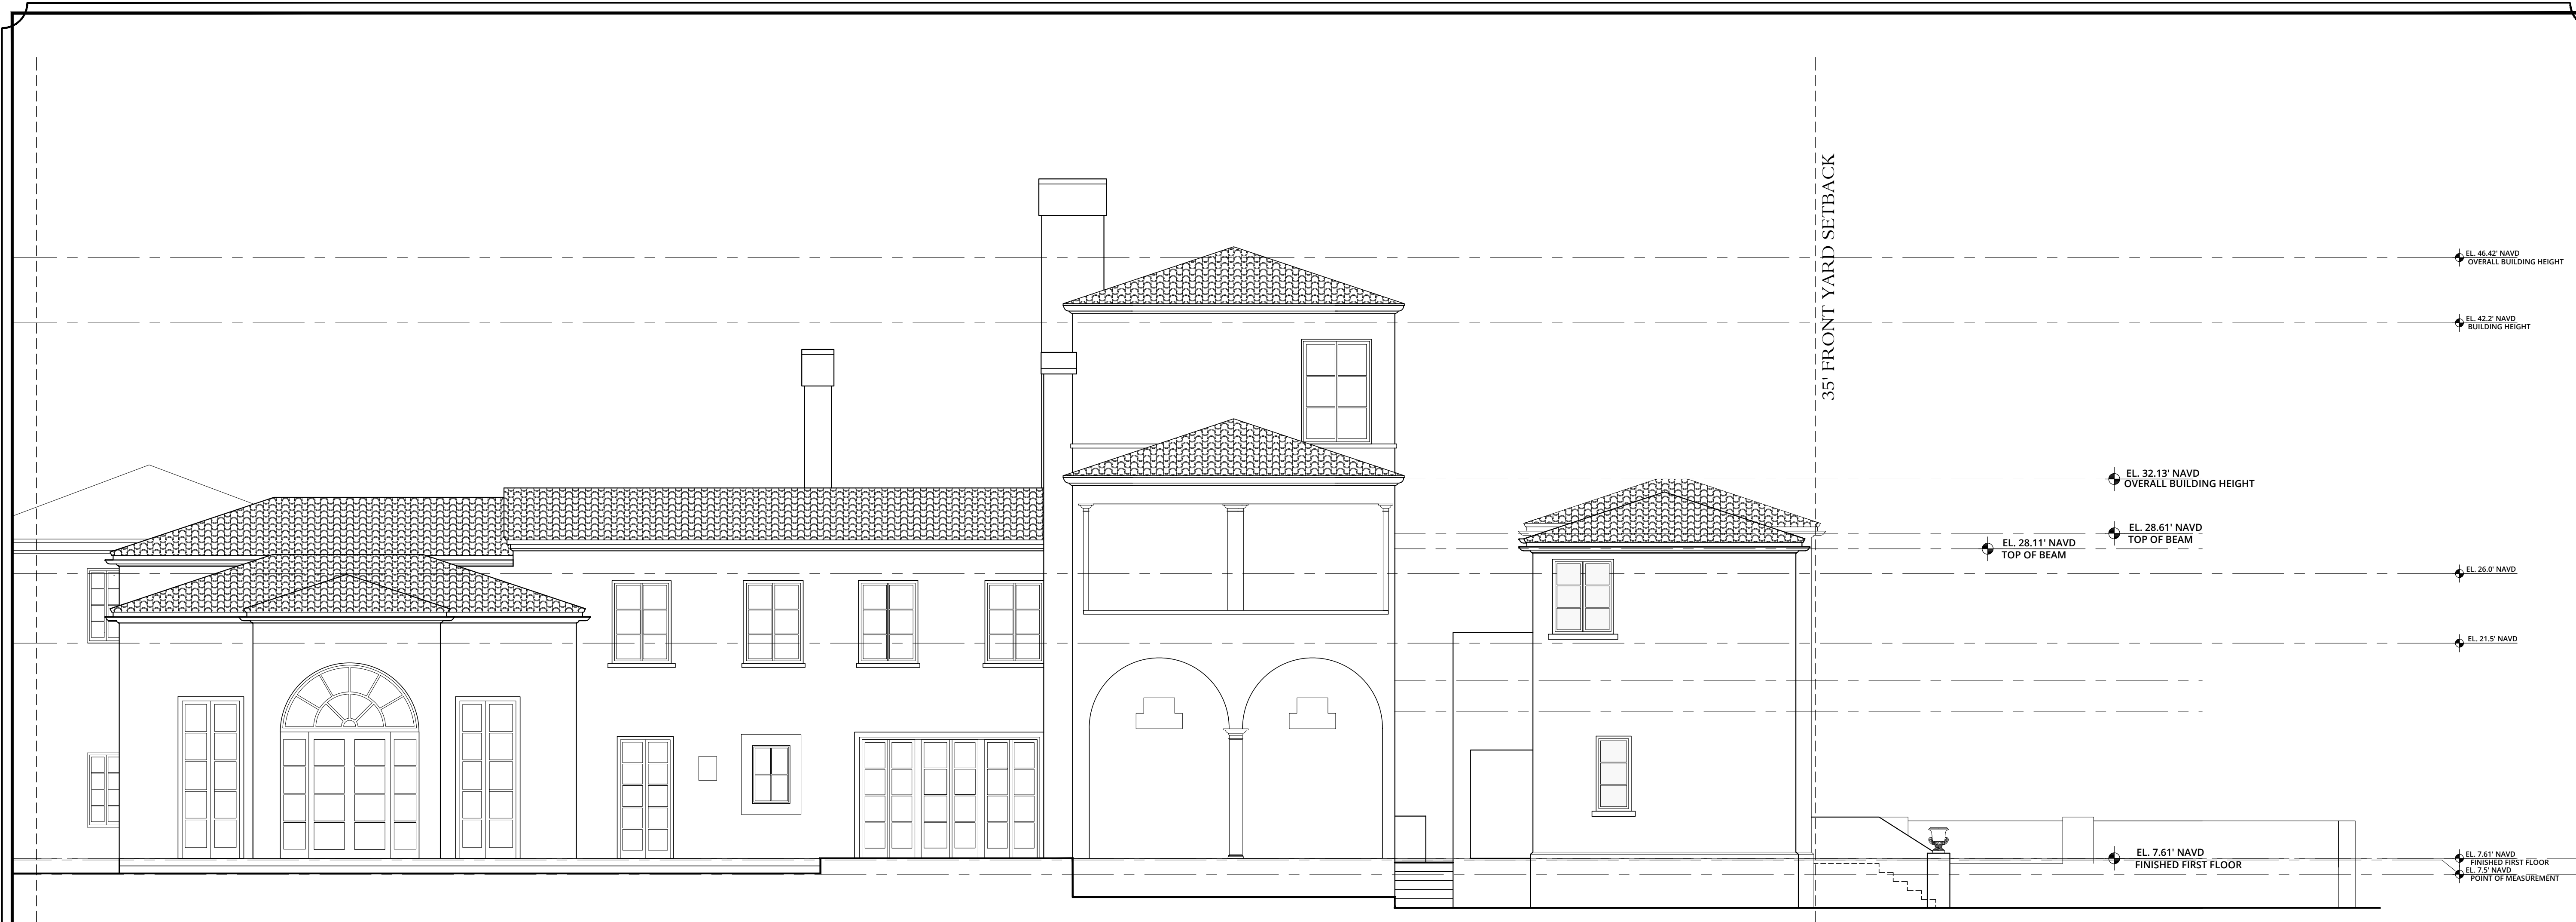 35' FRONT YARD SETBACK
EL. 46.42' NAVD
OVERALL BUILDING HEIGHT
EL. 42.2' NAVD
BUILDING HEIGHT
EL. 32.13' NAVD
OVERALL BUILDING HEIGHT
EL. 28.61' NAVD
TOP OF BEAM
EL. 28.11' NAVD
TOP OF BEAM
EL. 26.0' NAVD
EL. 21.5' NAVD
EL. 7.61' NAVD
FINISHED FIRST FLOOR
EL. 7.61' NAVD
FINISHED FIRST FLOOR
EL. 7.5' NAVD
POINT OF MEASUREMENT